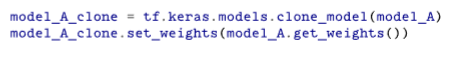 model_A_clone = tf.keras.models.clone_model(model_A)
model_A_clone.set_weights(model_A.get_weights())